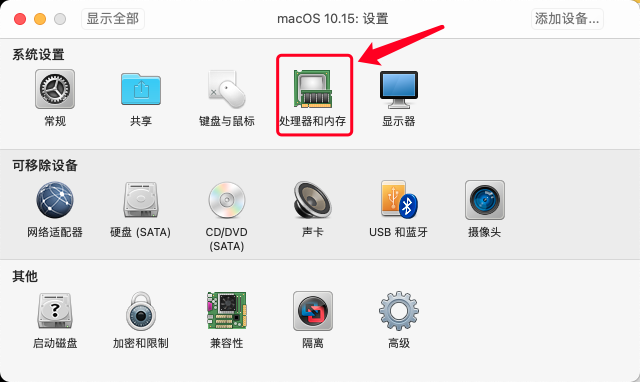 显示全部
macOS 10.15: 设置
添加设备...
系统设置
常规
共享
键盘与鼠标
处理器和内存
显示器
可移除设备
网络适配器
硬盘 (SATA)
CD/DVD
(SATA)
声卡
USB 和蓝牙
摄像头
其他
?
启动磁盘
加密和限制
兼容性
隔离
高级